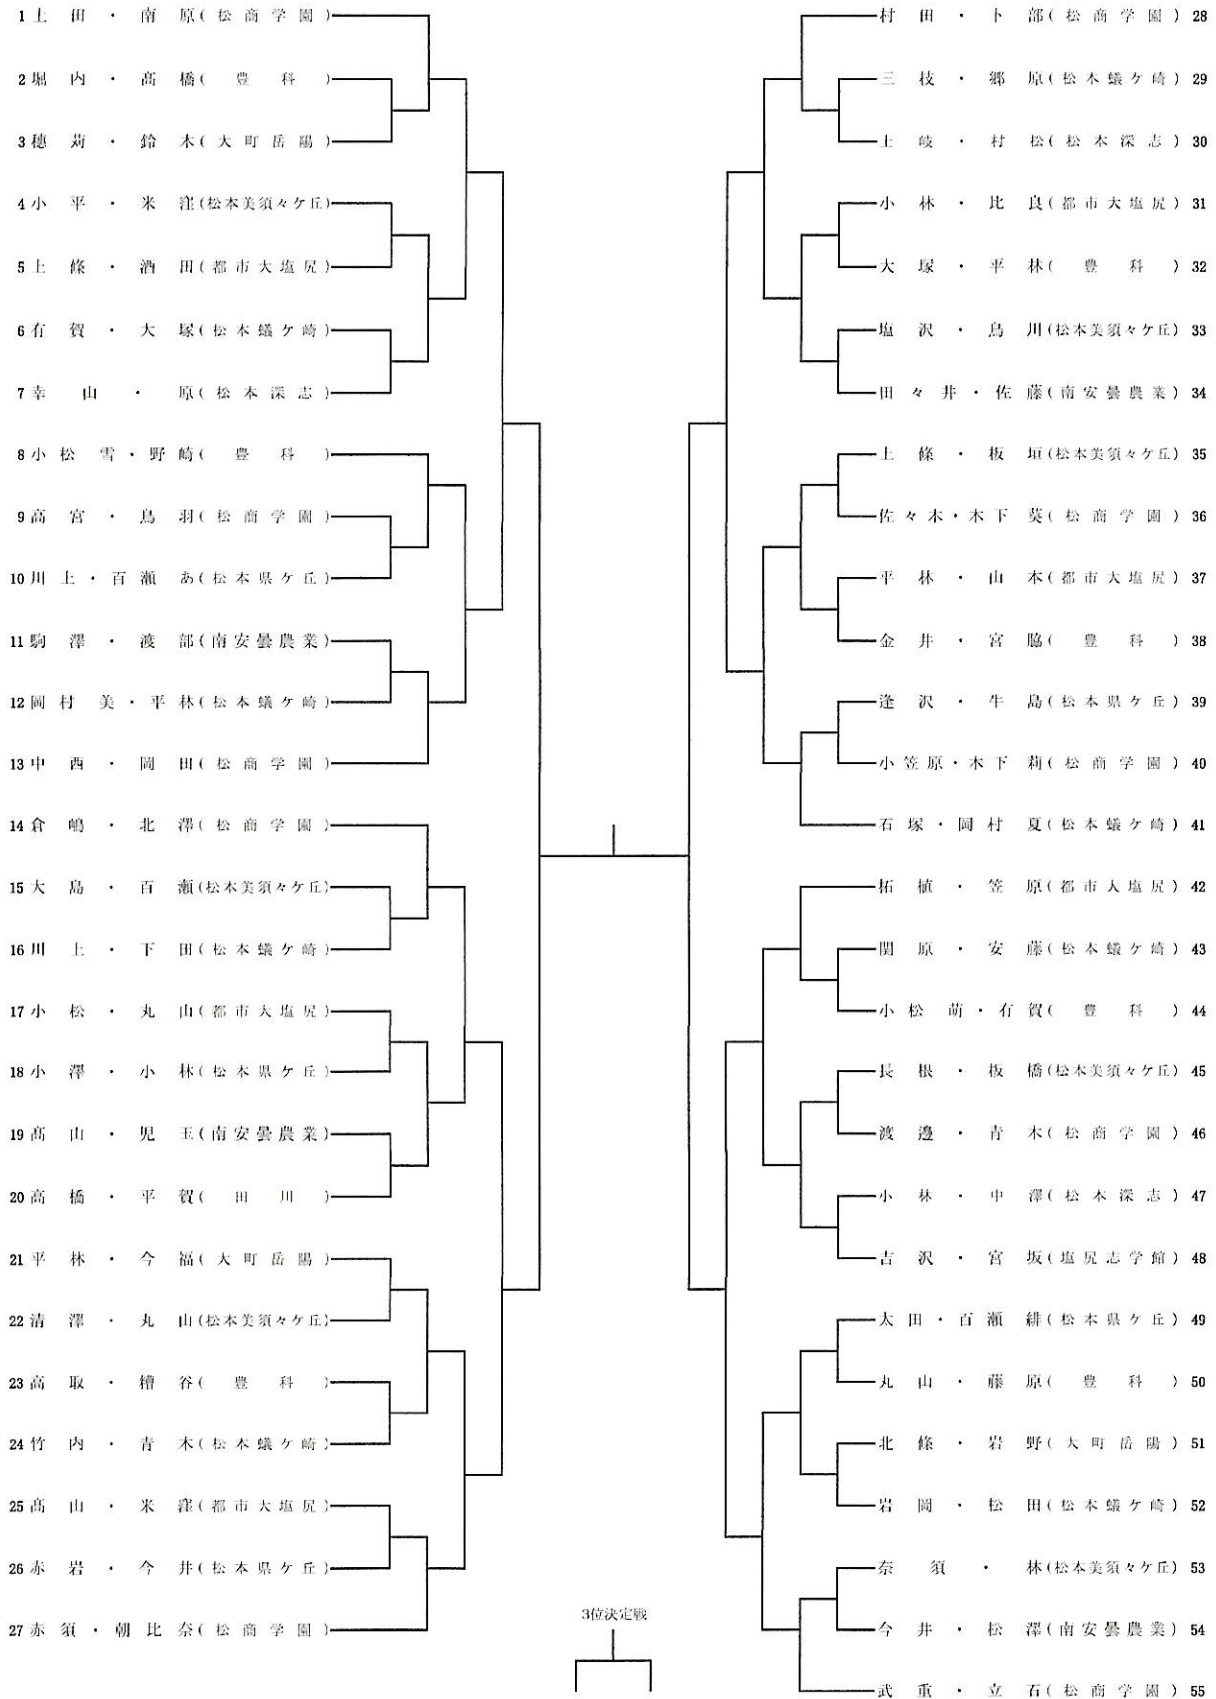 1 上田・南原(松商学園)
2 堀内・髙橋(豊科)
3 穂苅・鈴木(大町岳陽)
4 小平・米窪(松本美須々ケ丘)
5 上條・酒田(都市大塩尻)
6 有賀・大塚(松本蟻ケ崎)
7 幸山・原(松本深志)
8 小松雪・野崎(豊科)
9 高宮・鳥羽(松商学園)
10 川上・百瀬あ(松本県ケ丘)
11 駒澤・渡部(南安曇農業)
12 岡村美・平林(松本蟻ケ崎)
13 中西・岡田(松商学園)
14 倉嶋・北澤(松商学園)
15 大島・百瀬(松本美須々ケ丘)
16 川上・下田(松本蟻ケ崎)
17 小松・丸山(都市大塩尻)
18 小澤・小林(松本県ケ丘)
19 髙山・児玉(南安曇農業)
20 高橋・平賀(田川)
21 平林・今福(大町岳陽)
22 清澤・丸山(松本美須々ケ丘)
23 高取・糟谷(豊科)
24 竹内・青木(松本蟻ケ崎)
25 髙山・米窪(都市大塩尻)
26 赤岩・今井(松本県ケ丘)
27 赤須・朝比奈(松商学園)
3位決定戦
村田・卜部(松商学園) 28
三枝・郷原(松本蟻ケ崎) 29
土岐・村松(松本深志) 30
小林・比良(都市大塩尻) 31
大塚・平林(豊科) 32
塩沢・鳥川(松本美須々ケ丘) 33
田々井・佐藤(南安曇農業) 34
上條・板垣(松本美須々ケ丘) 35
佐々木・木下葵(松商学園) 36
平林・山本(都市大塩尻) 37
金井・宮脇(豊科) 38
逢沢・牛島(松本県ケ丘) 39
小笠原・木下莉(松商学園) 40
石塚・岡村夏(松本蟻ケ崎) 41
柘植・笠原(都市大塩尻) 42
関原・安藤(松本蟻ケ崎) 43
小松萌・有賀(豊科) 44
長根・板橋(松本美須々ケ丘) 45
渡邉・青木(松商学園) 46
小林・中澤(松本深志) 47
古沢・宮坂(塩尻志学館) 48
太田・百瀬緋(松本県ケ丘) 49
丸山・藤原(豊科) 50
北條・岩野(大町岳陽) 51
岩岡・松田(松本蟻ケ崎) 52
奈須・林(松本美須々ケ丘) 53
今井・松澤(南安曇農業) 54
武重・立石(松商学園) 55